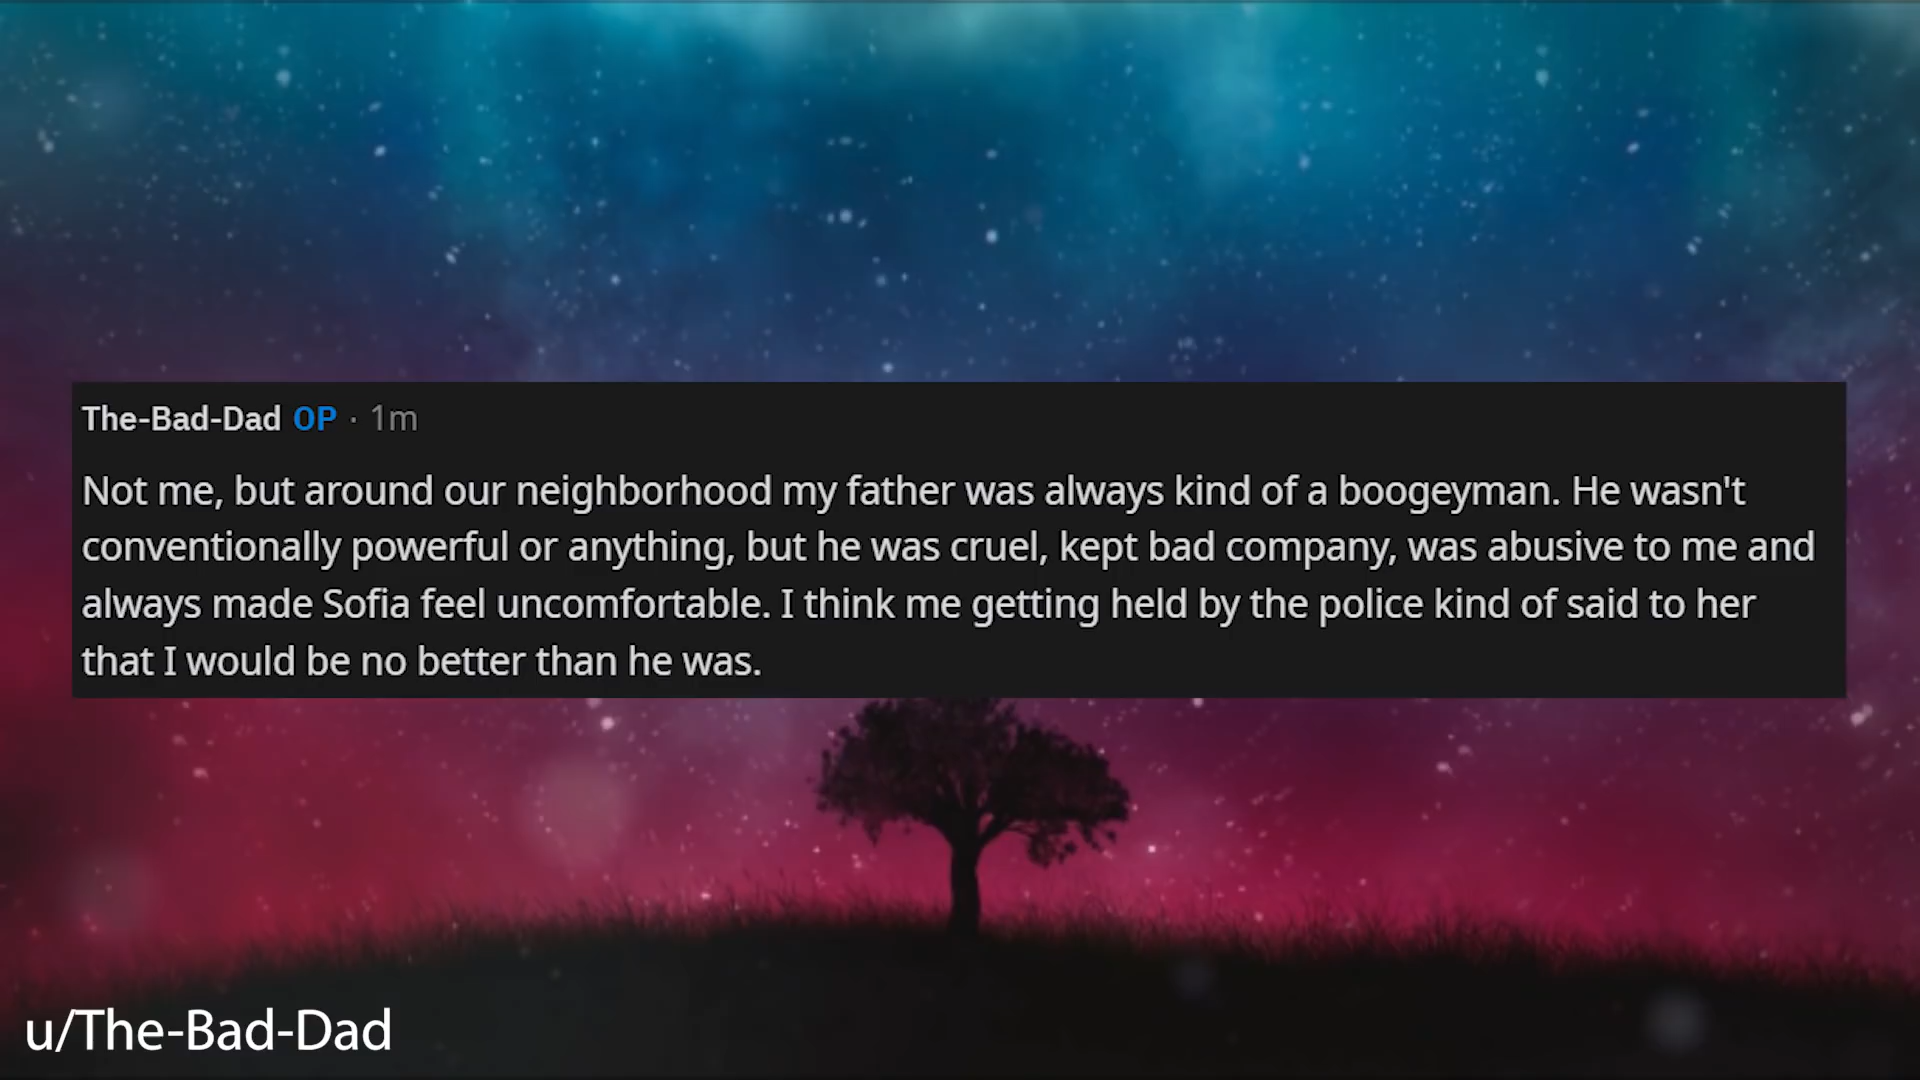 The-Bad-Dad OP · 1m
Not me, but around our neighborhood my father was always kind of a boogeyman. He wasn't
conventionally powerful or anything, but he was cruel, kept bad company, was abusive to me and
always made Sofia feel uncomfortable. I think me getting held by the police kind of said to her
that I would be no better than he was.
u/The-Bad-Dad